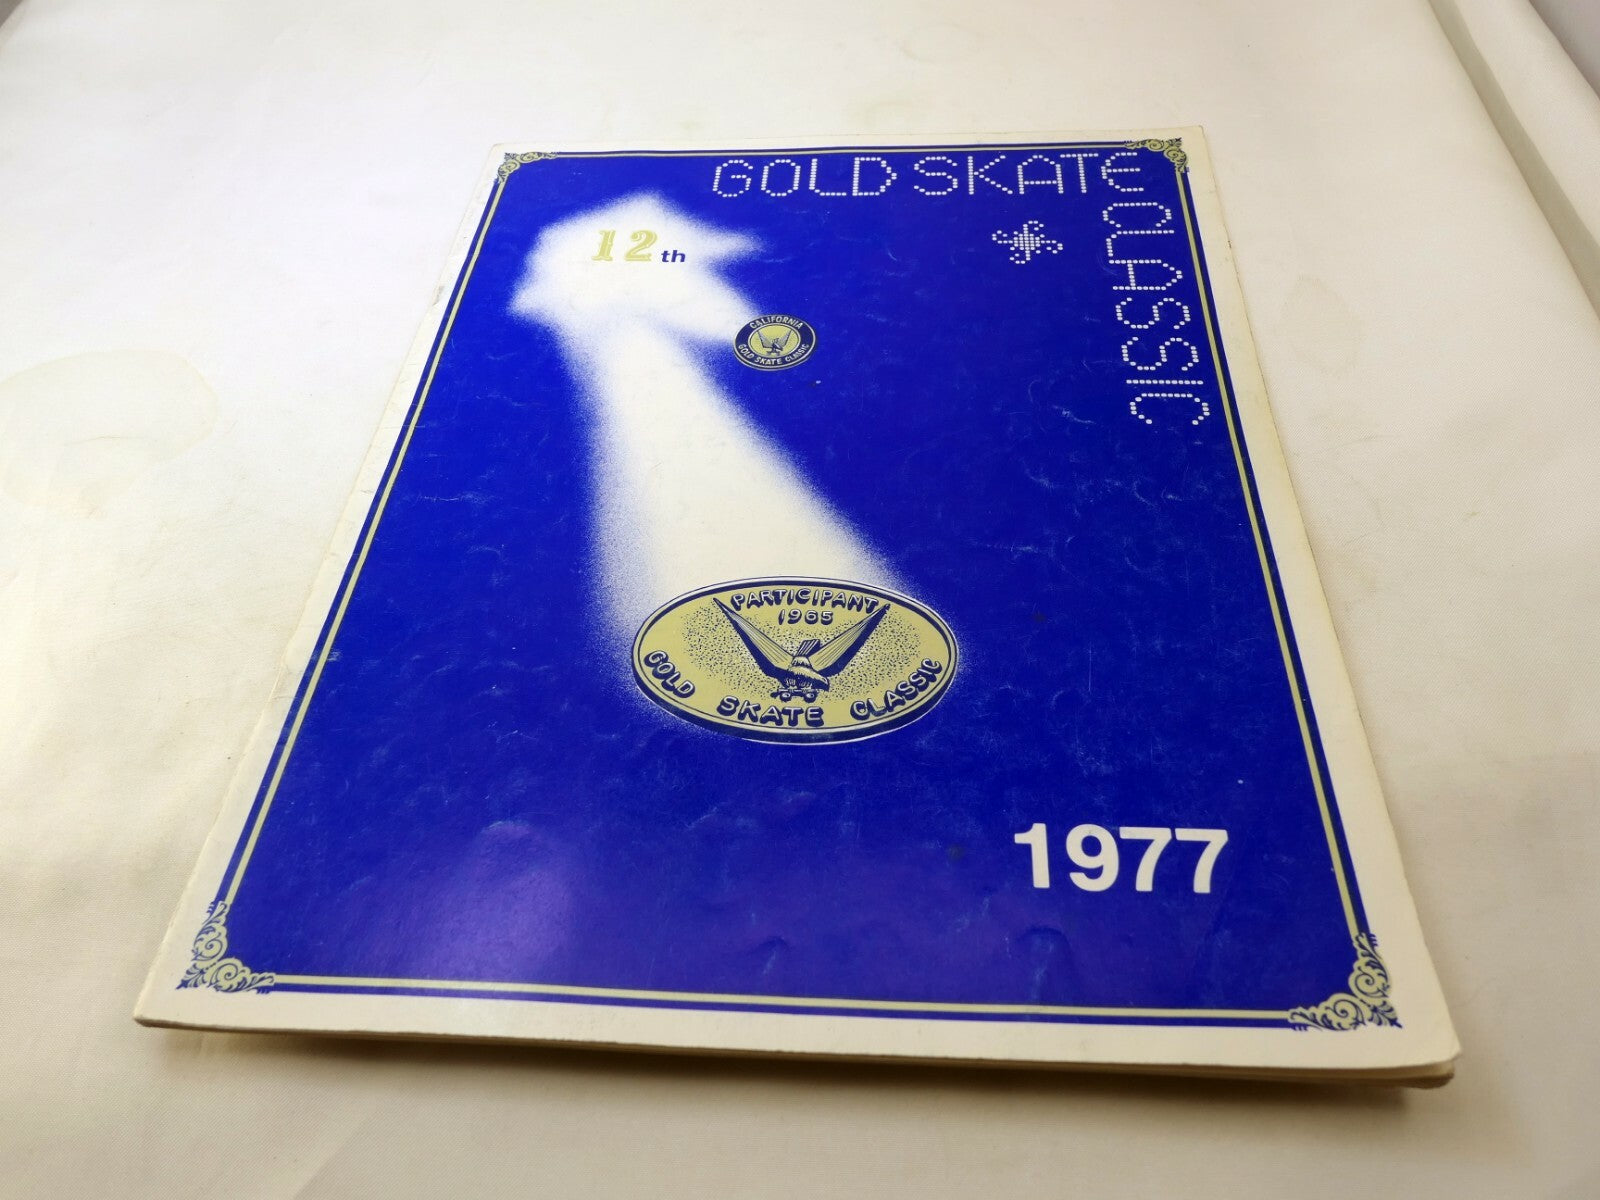 GOLD SKATE
CLASSIC
12th
CALIFORNIA
GOLD SKATE CLASSIC
PARTICIPANT
1965
GOLD SKATE CLASSIC
1977